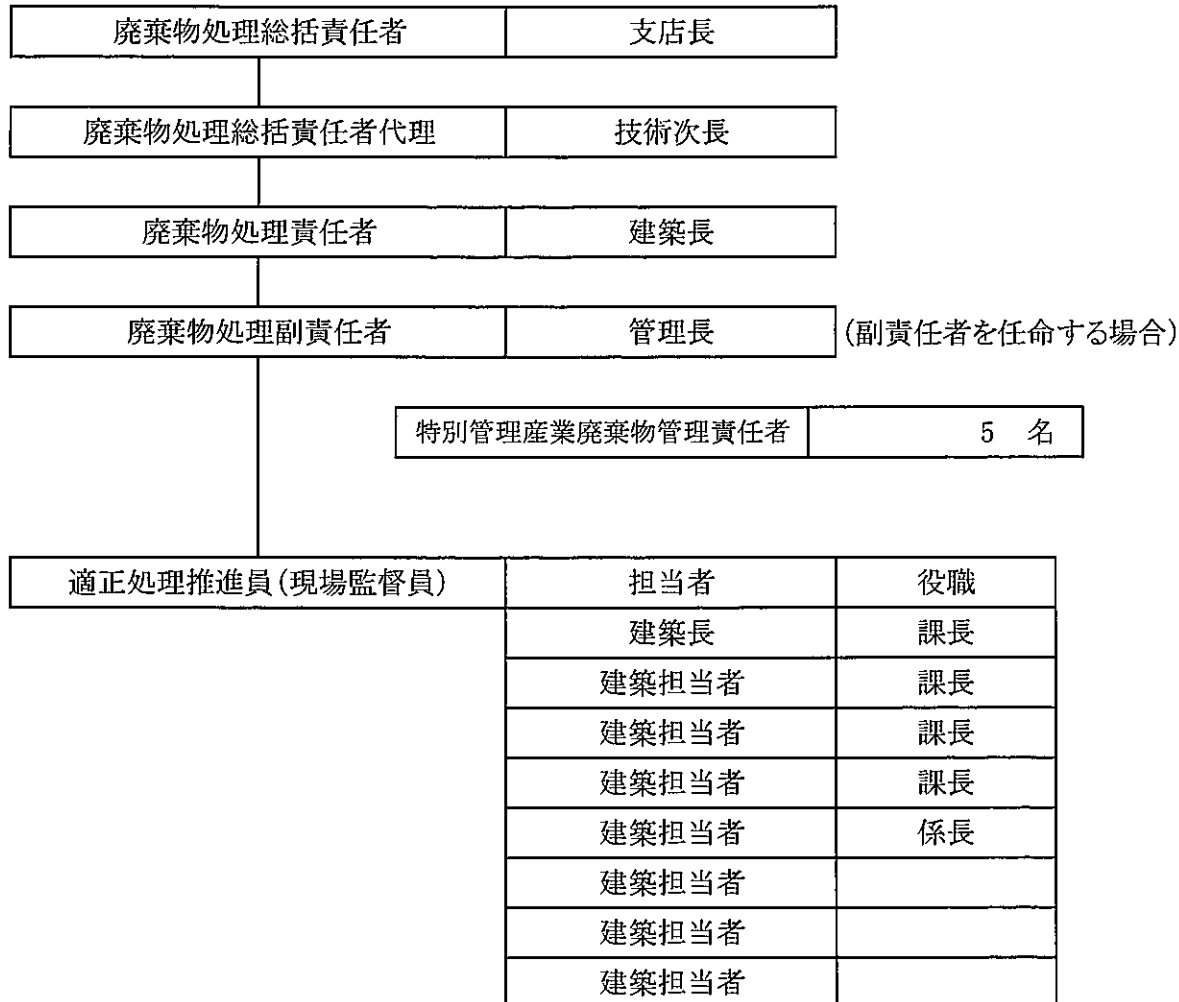 廃棄物処理総括責任者 支店長
廃棄物処理総括責任者代理 技術次長
廃棄物処理責任者 建築長
廃棄物処理副責任者 管理長 (副責任者を任命する場合)
特別管理産業廃棄物管理責任者 5 名
適正処理推進員(現場監督員) 担当者 役職
建築長 課長
建築担当者 課長
建築担当者 課長
建築担当者 課長
建築担当者 係長
建築担当者
建築担当者
建築担当者